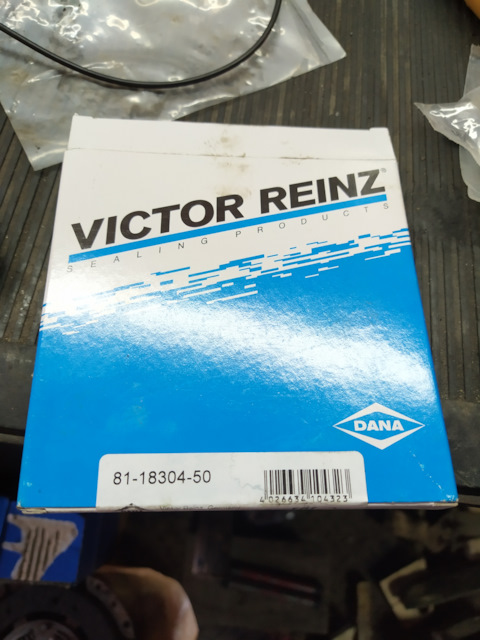 VICTOR REINZ®
SEALING PRODUCTS
DANA
81-18304-50
4 026634 104323